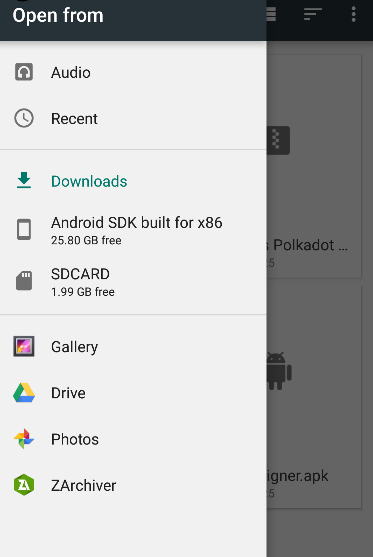 Open from
Audio
Recent
Downloads
Android SDK built for x86
25.80 GB free
SDCARD
1.99 GB free
Gallery
Drive
Photos
ZArchiver
s Polkadot ...
5
igner.apk
5